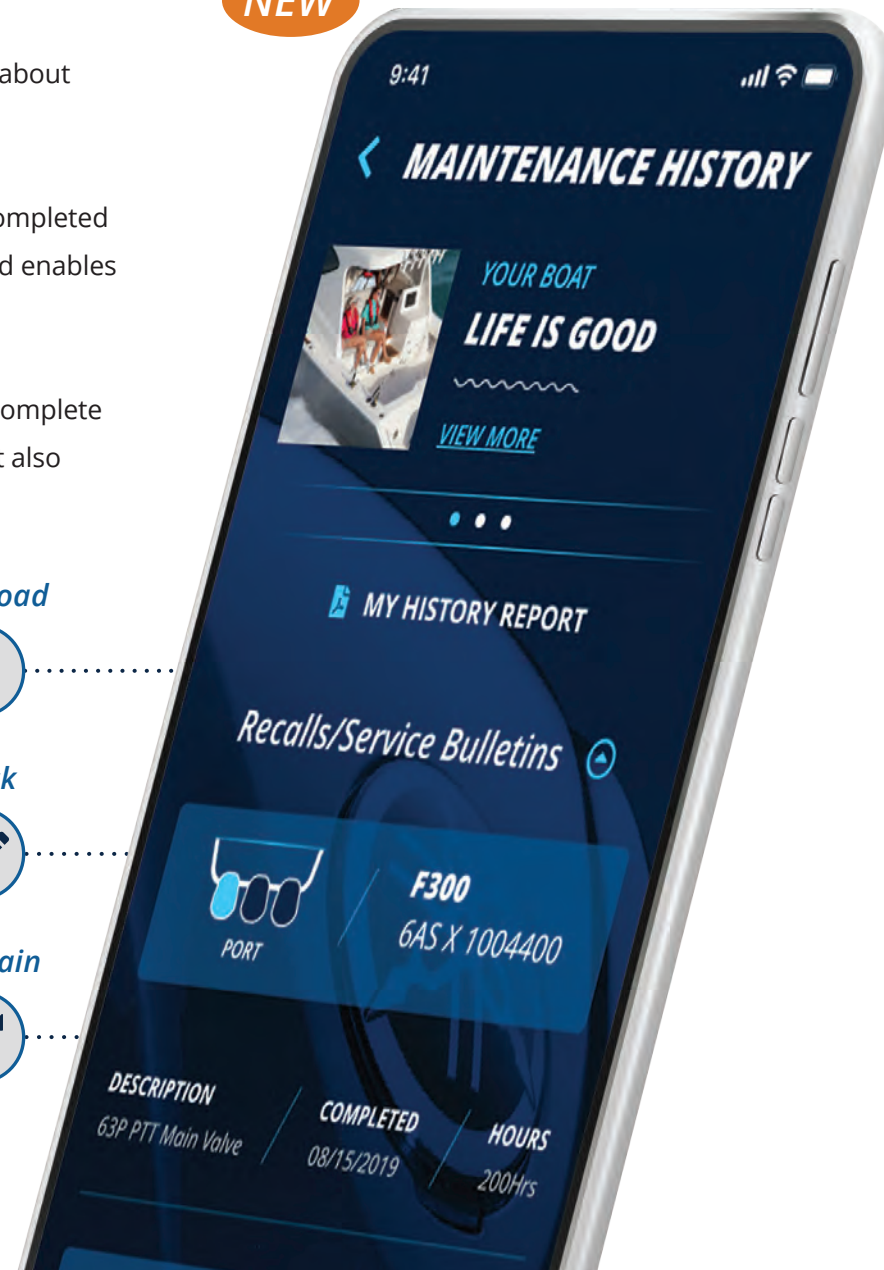 NEW
about
ompleted
d enables
omplete
t also
oad
k
ain
9:41
MAINTENANCE HISTORY
YOUR BOAT
LIFE IS GOOD
VIEW MORE
MY HISTORY REPORT
Recalls/Service Bulletins
PORT
F300
6AS X 1004400
DESCRIPTION
63P PTT Main Valve
COMPLETED
08/15/2019
HOURS
200Hrs